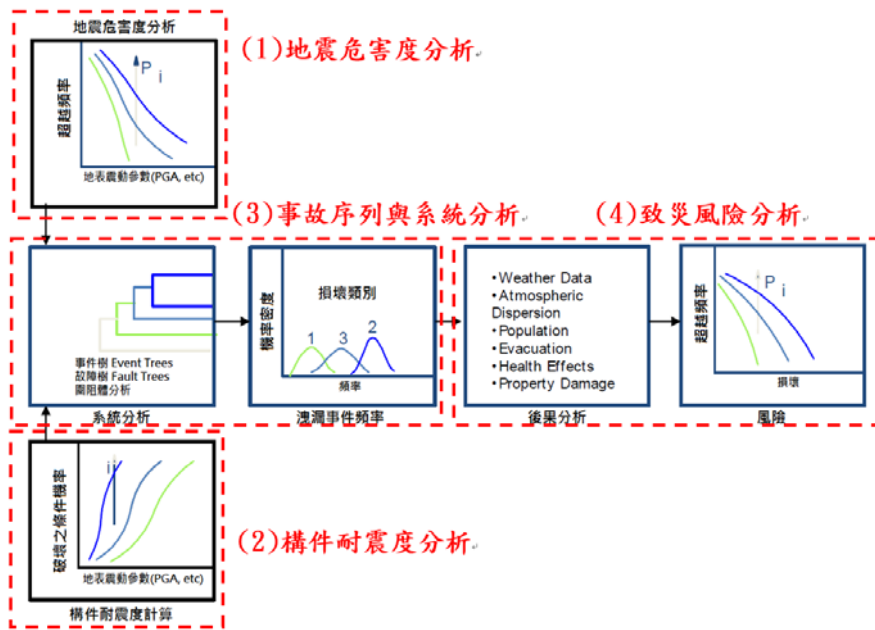 地震危害度分析
(1)地震危害度分析
超越頻率
P i
地表震動參數(PGA, etc)
(3)事故序列與系統分析
(4)致災風險分析
事件樹 Event Trees
故障樹 Fault Trees
圍阻體分析
系統分析
機率密度
損壞類別
1 3 2
頻率
洩漏事件頻率
•Weather Data
•Atmospheric
Dispersion
•Population
•Evacuation
•Health Effects
•Property Damage
後果分析
超越頻率
P i
損壞
風險
破壞之條件機率
地表震動參數(PGA, etc)
構件耐震度計算
(2)構件耐震度分析